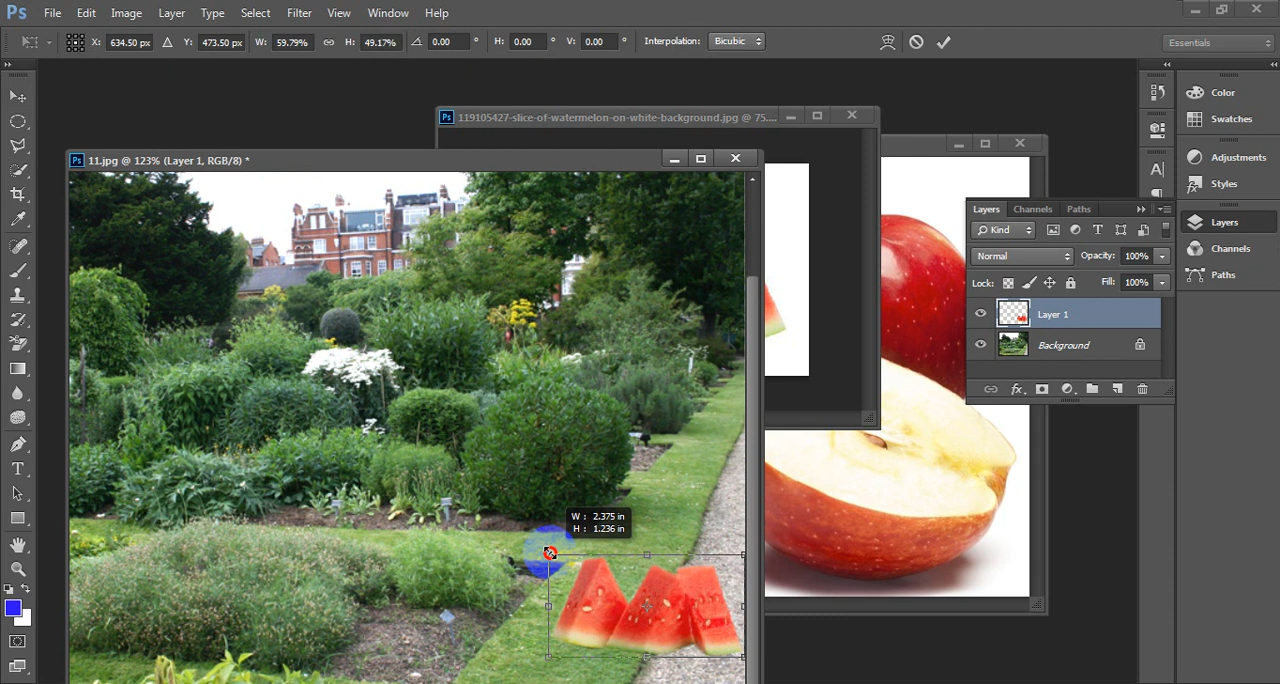 Ps File Edit Image Layer Type Select Filter View Window Help
X: 634.50 px Y: 473.50 px W: 59.79% H: 49.17% 0.00 ° H: 0.00 ° V: 0.00 ° Interpolation: Bicubic Essentials
Ps 119105427-slice-of-watermelon-on-white-background.jpg @ 75....
Ps 11.jpg @ 123% (Layer 1, RGB/8) *
W : 2.375 in
H : 1.236 in
Layers Channels Paths
Kind
Normal Opacity: 100%
Lock: Fill: 100%
Layer 1
Background
fx
Color
Swatches
Adjustments
Styles
Layers
Channels
Paths